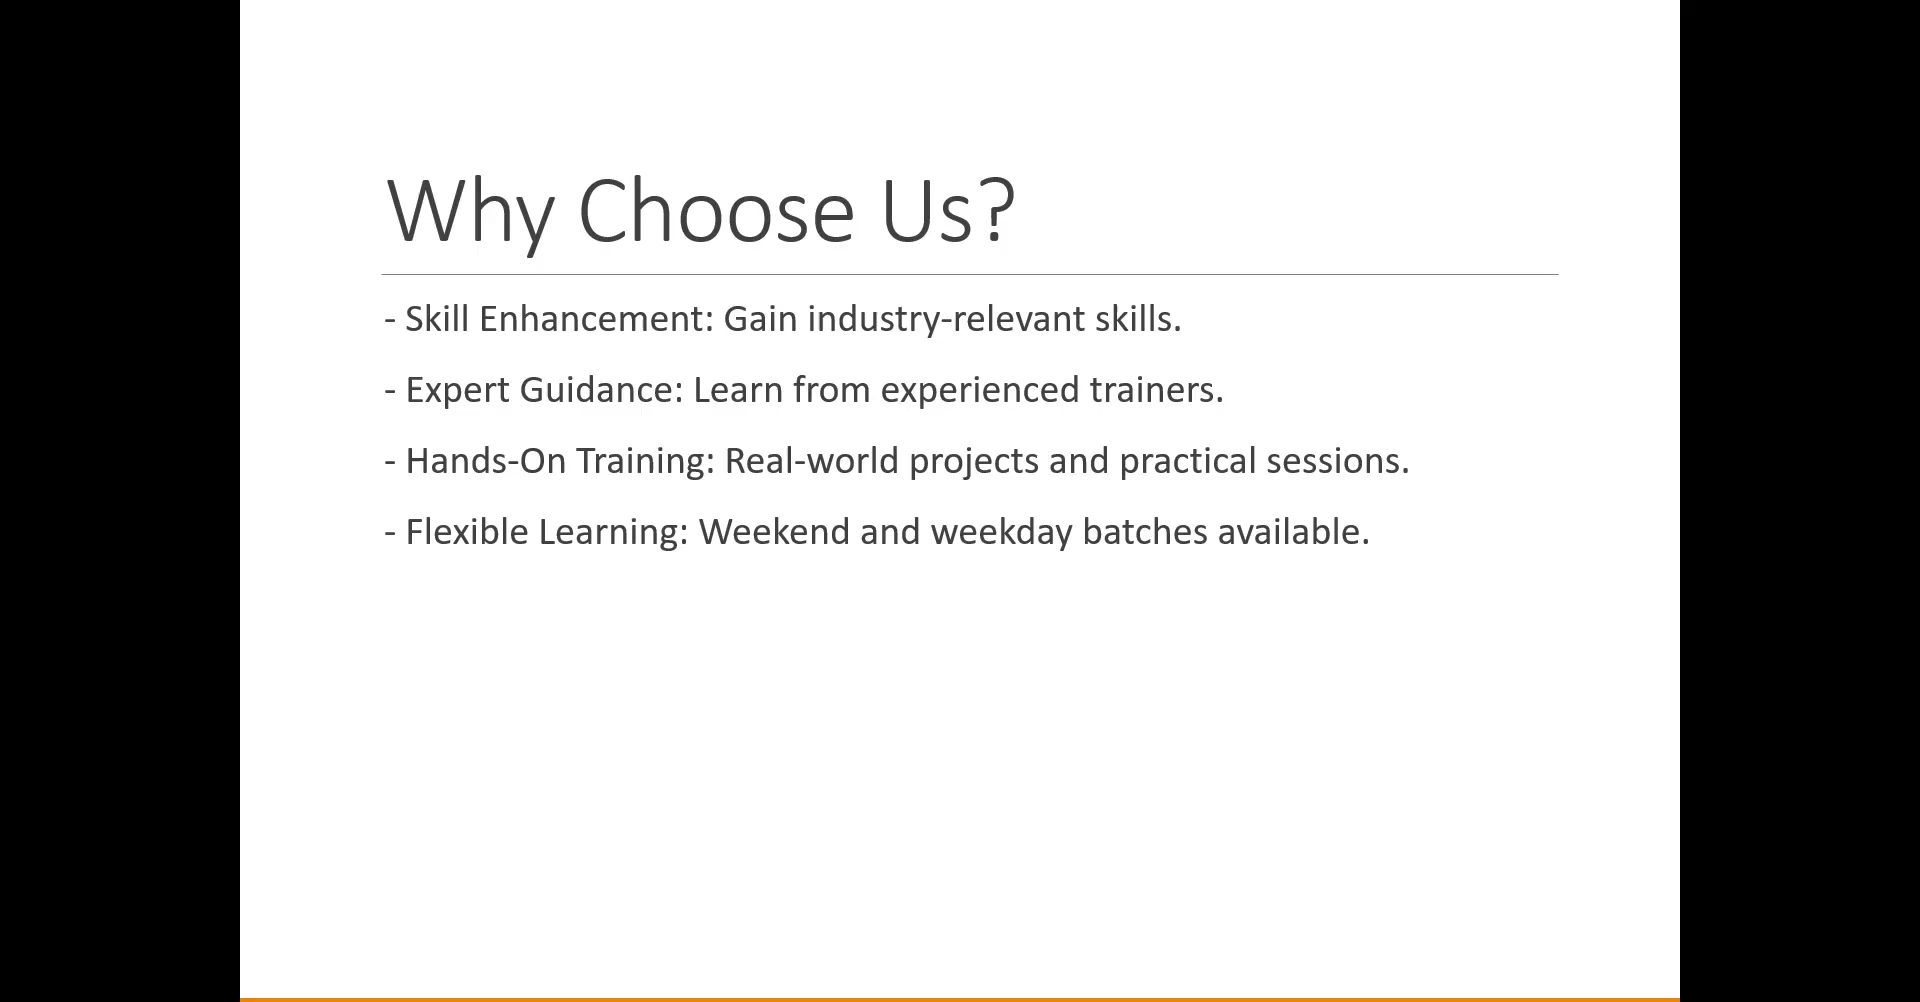 Why Choose Us?
- Skill Enhancement: Gain industry-relevant skills.
- Expert Guidance: Learn from experienced trainers.
- Hands-On Training: Real-world projects and practical sessions.
- Flexible Learning: Weekend and weekday batches available.